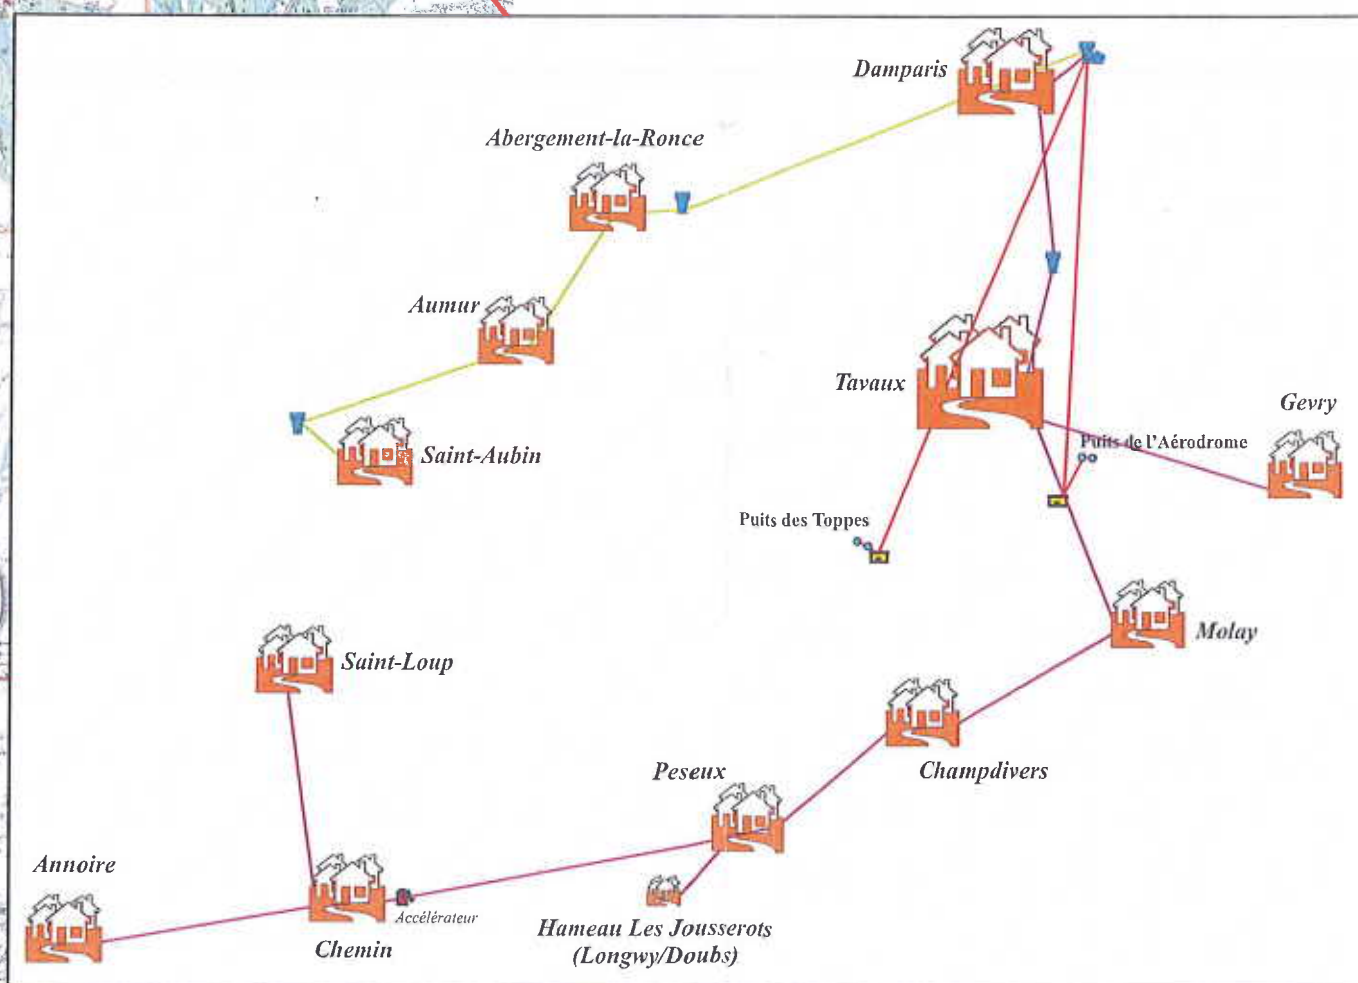 Damparis
Abergement-la-Ronce
Aumur
Tavaux
Gevry
Puits de l'Aérodrome
Saint-Aubin
Puits des Toppes
Molay
Saint-Loup
Champdivers
Peseux
Annoire
Accélérateur
Hameau Les Jousserots
(Longwy/Doubs)
Chemin